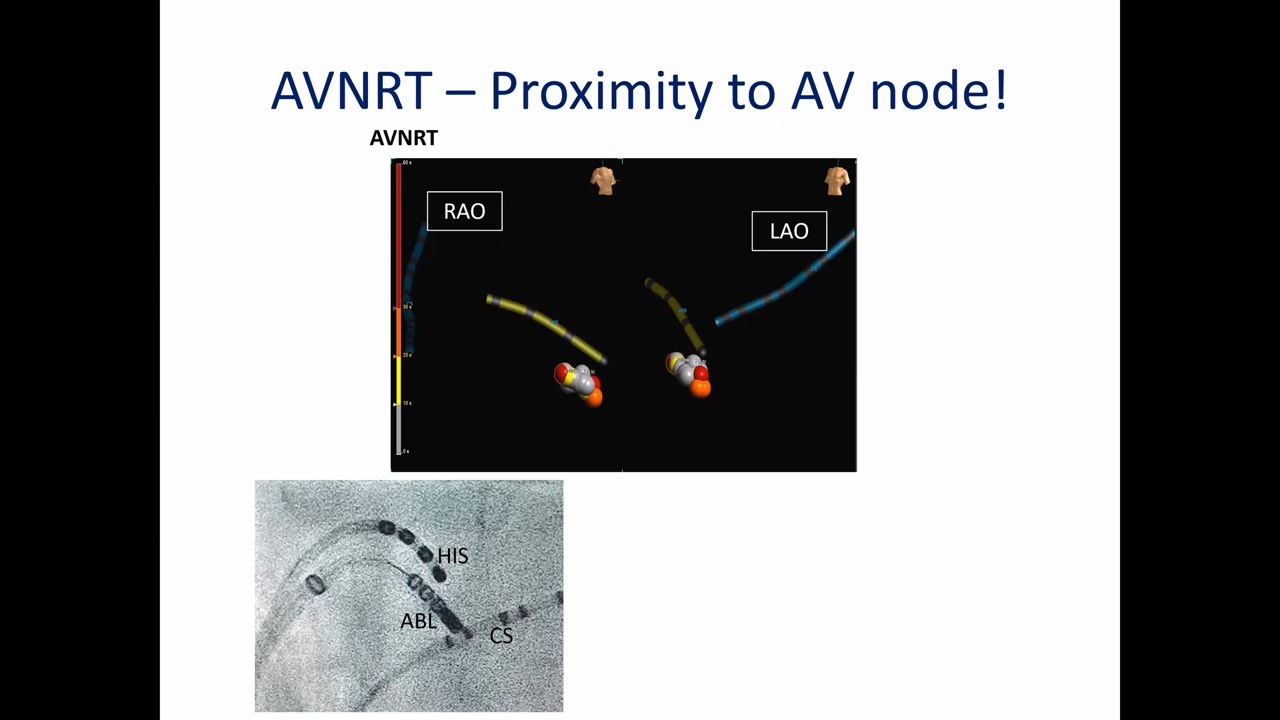 AVNRT – Proximity to AV node!
AVNRT
RAO
LAO
HIS
ABL
CS